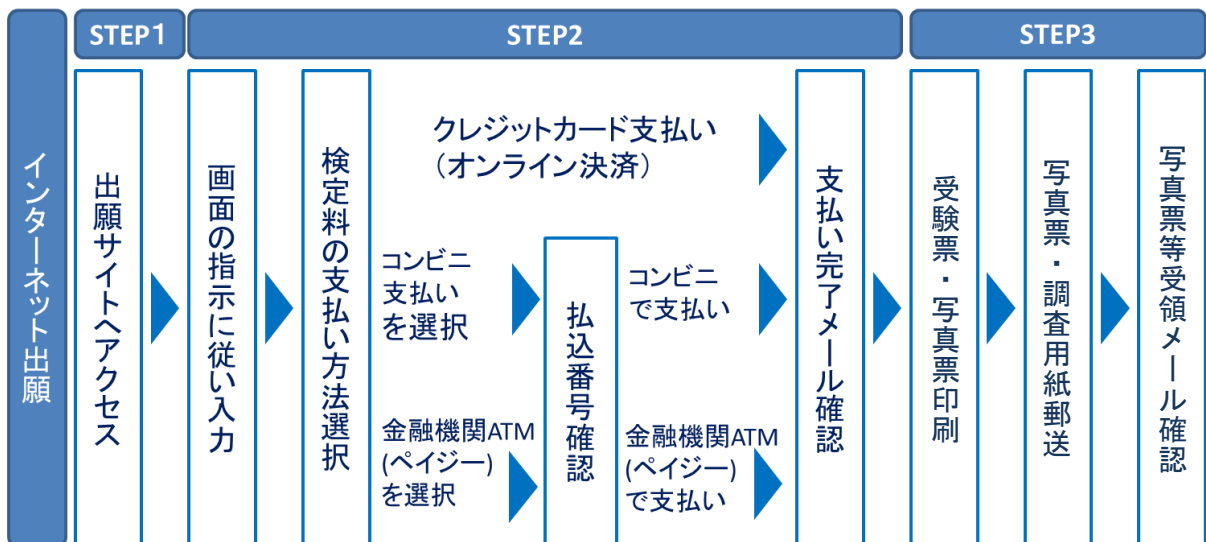 インターネット出願
STEP1
STEP2
STEP3
出願サイトへアクセス
画面の指示に従い入力
検定料の支払い方法選択
クレジットカード支払い
（オンライン決済）
コンビニ
支払い
を選択
金融機関ATM
(ペイジー)
を選択
払込番号確認
コンビニ
で支払い
金融機関ATM
(ペイジー)
で支払い
支払い完了メール確認
受験票・写真票印刷
写真票・調査用紙郵送
写真票等受領メール確認